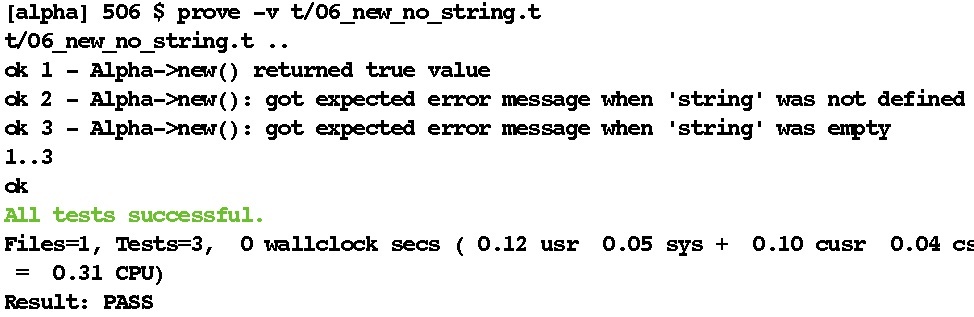 [alpha] 506 $ prove -v t/06_new_no_string.t
t/06_new_no_string.t ..
ok 1 - Alpha->new() returned true value
ok 2 - Alpha->new(): got expected error message when 'string' was not defined
ok 3 - Alpha->new(): got expected error message when 'string' was empty
1..3
ok
All tests successful.
Files=1, Tests=3,  0 wallclock secs ( 0.12 usr  0.05 sys +  0.10 cusr  0.04 cs
 =  0.31 CPU)
Result: PASS